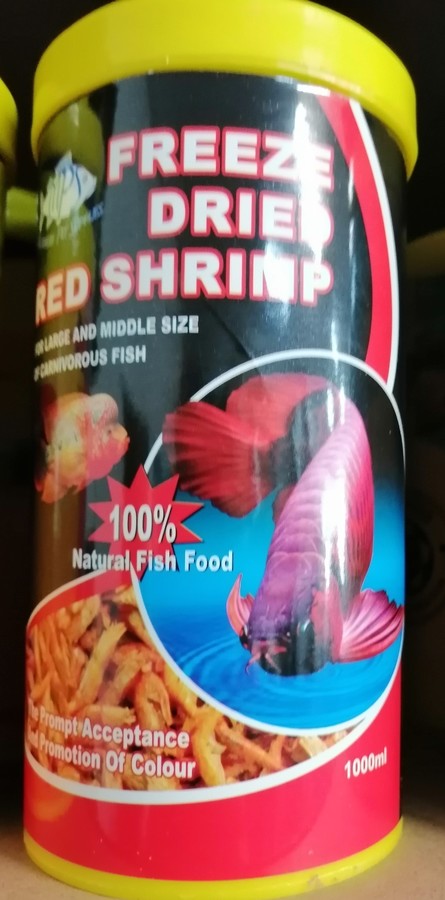 FREEZE
DRIED
RED SHRIMP
FOR LARGE AND MIDDLE SIZE
OF CARNIVOROUS FISH
100%
Natural Fish Food
The Prompt Acceptance
and Promotion Of Colour
1000ml